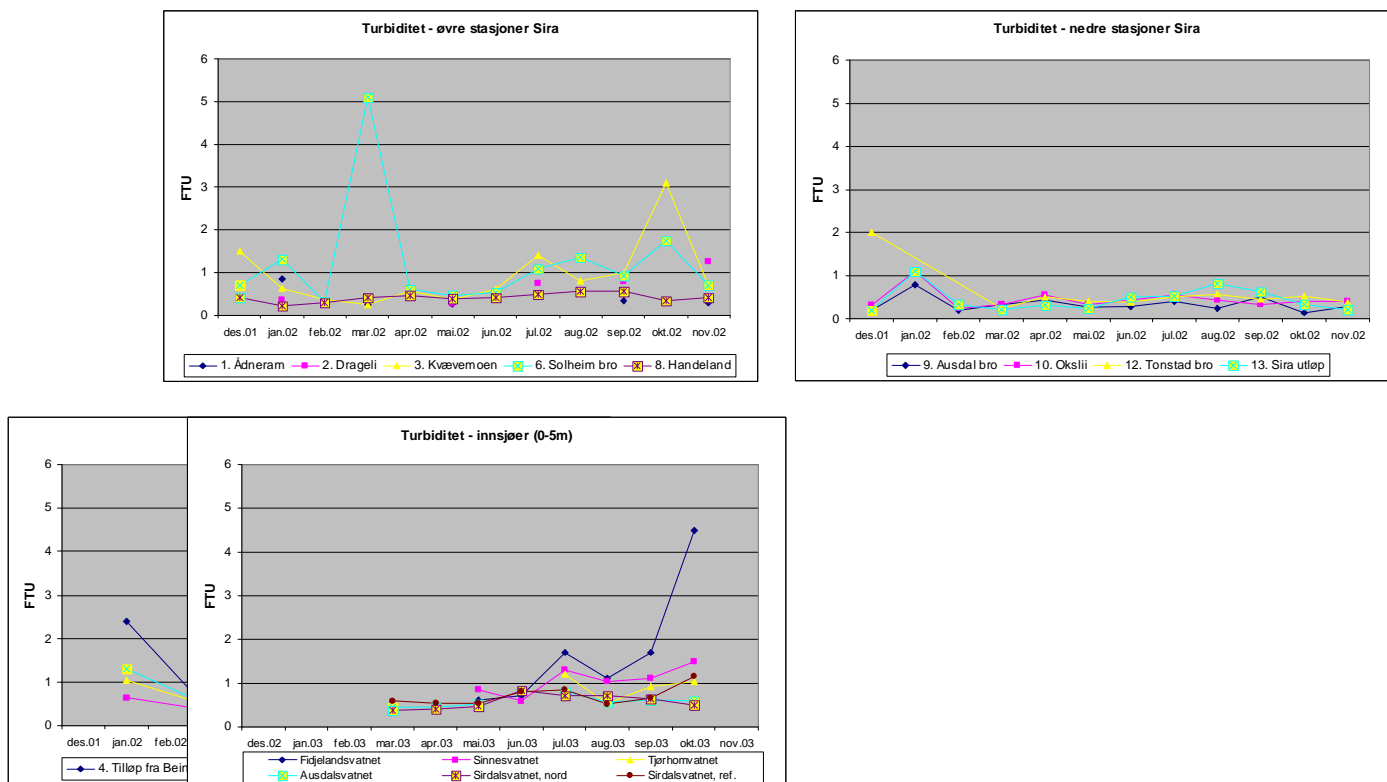 Turbiditet - øvre stasjoner Sira
6
5
4
3
2
1
0
FTU
des.01 jan.02 feb.02 mar.02 apr.02 mai.02 jun.02 jul.02 aug.02 sep.02 okt.02 nov.02
1. Ådneram 2. Drageli 3. Kvævemoen 6. Solheim bro 8. Handeland
Turbiditet - nedre stasjoner Sira
6
5
4
3
2
1
0
FTU
des.01 jan.02 feb.02 mar.02 apr.02 mai.02 jun.02 jul.02 aug.02 sep.02 okt.02 nov.02
9. Ausdal bro 10. Okslii 12. Tonstad bro 13. Sira utløp
6
5
4
3
2
1
0
FTU
des.01 jan.02 feb.02
4. Tilløp fra Bein
Turbiditet - innsjøer (0-5m)
6
5
4
3
2
1
0
FTU
des.02 jan.03 feb.03 mar.03 apr.03 mai.03 jun.03 jul.03 aug.03 sep.03 okt.03 nov.03
Fidjelandsvatnet Sinnesvatnet Tjørhomvatnet
Ausdalsvatnet Sirdalsvatnet, nord Sirdalsvatnet, ref.